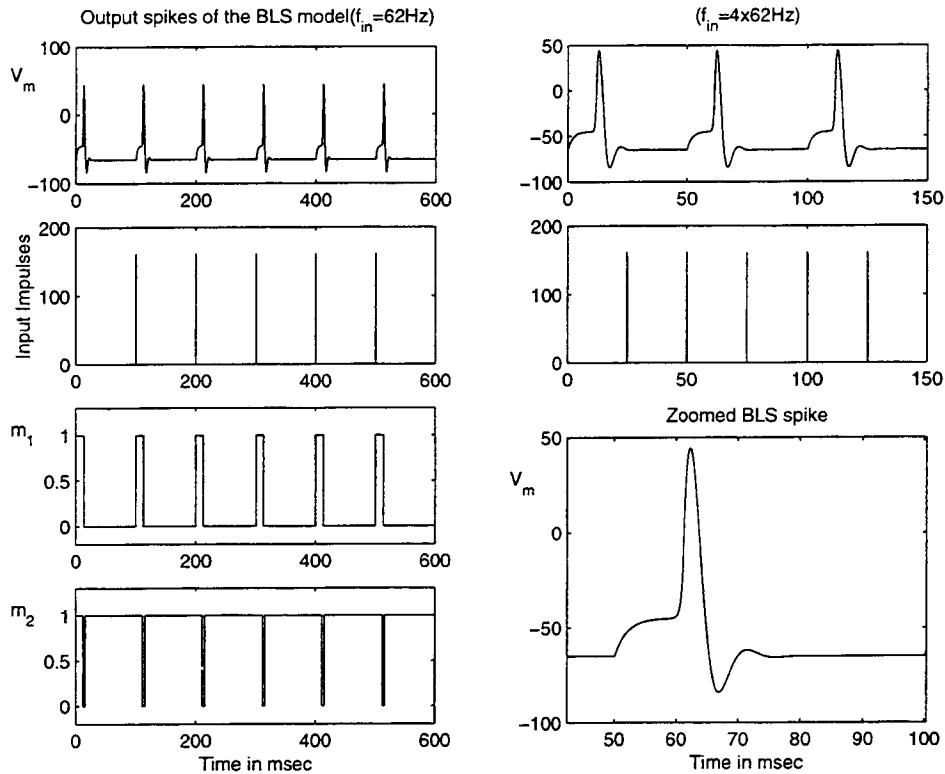 Output spikes of the BLS model(f_in=62Hz)
V_m
100
0
−100
0 200 400 600
Input Impulses
200
100
0
0 200 400 600
m_1
1
0.5
0
0 200 400 600
m_2
1
0.5
0
0 200 400 600
Time in msec
(f_in=4x62Hz)
50
0
−50
−100
0 50 100 150
200
100
0
0 50 100 150
Zoomed BLS spike
V_m
50
0
−50
−100
50 60 70 80 90 100
Time in msec